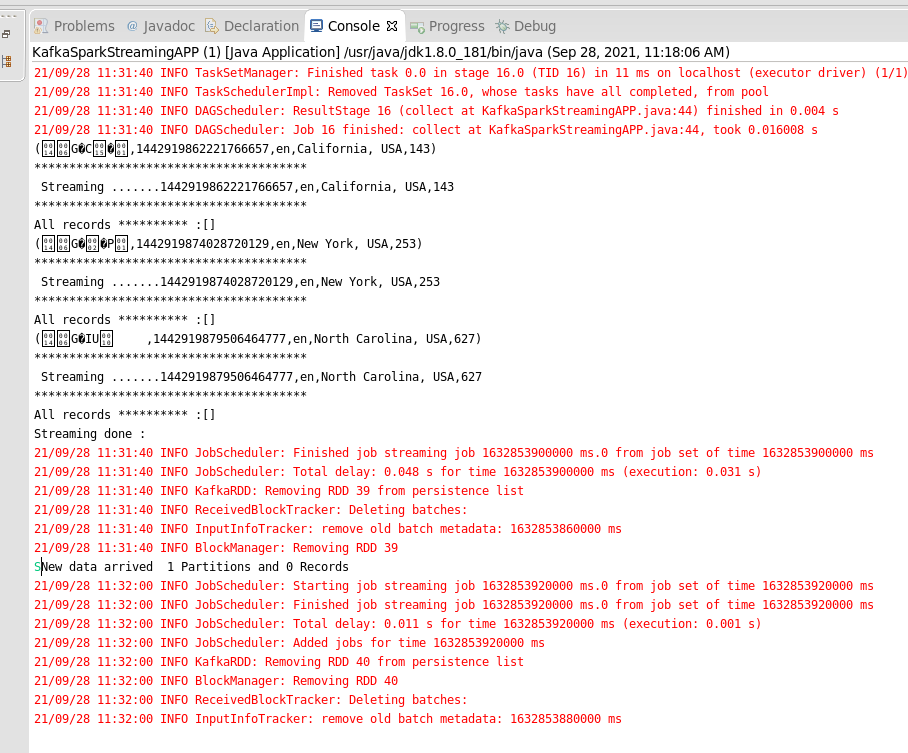 Problems @ Javadoc Declaration Console Progress Debug
KafkaSparkStreamingAPP (1) [Java Application] /usr/java/jdk1.8.0_181/bin/java (Sep 28, 2021, 11:18:06 AM)
21/09/28 11:31:40 INFO TaskSetManager: Finished task 0.0 in stage 16.0 (TID 16) in 11 ms on localhost (executor driver) (1/1)
21/09/28 11:31:40 INFO TaskSchedulerImpl: Removed TaskSet 16.0, whose tasks have all completed, from pool
21/09/28 11:31:40 INFO DAGScheduler: ResultStage 16 (collect at KafkaSparkStreamingAPP.java:44) finished in 0.004 s
21/09/28 11:31:40 INFO DAGScheduler: Job 16 finished: collect at KafkaSparkStreamingAPP.java:44, took 0.016008 s
(G�C�,1442919862221766657,en,California, USA,143)
***************************************
Streaming .......1442919862221766657,en,California, USA,143
***************************************
All records ********** :[]
(G��P,1442919874028720129,en,New York, USA,253)
***************************************
Streaming .......1442919874028720129,en,New York, USA,253
***************************************
All records ********** :[]
(G�IU ,1442919879506464777,en,North Carolina, USA,627)
***************************************
Streaming .......1442919879506464777,en,North Carolina, USA,627
***************************************
All records ********** :[]
Streaming done :
21/09/28 11:31:40 INFO JobScheduler: Finished job streaming job 1632853900000 ms.0 from job set of time 1632853900000 ms
21/09/28 11:31:40 INFO JobScheduler: Total delay: 0.048 s for time 1632853900000 ms (execution: 0.031 s)
21/09/28 11:31:40 INFO KafkaRDD: Removing RDD 39 from persistence list
21/09/28 11:31:40 INFO ReceivedBlockTracker: Deleting batches:
21/09/28 11:31:40 INFO InputInfoTracker: remove old batch metadata: 1632853860000 ms
21/09/28 11:31:40 INFO BlockManager: Removing RDD 39
SNew data arrived  1 Partitions and 0 Records
21/09/28 11:32:00 INFO JobScheduler: Starting job streaming job 1632853920000 ms.0 from job set of time 1632853920000 ms
21/09/28 11:32:00 INFO JobScheduler: Finished job streaming job 1632853920000 ms.0 from job set of time 1632853920000 ms
21/09/28 11:32:00 INFO JobScheduler: Total delay: 0.011 s for time 1632853920000 ms (execution: 0.001 s)
21/09/28 11:32:00 INFO JobScheduler: Added jobs for time 1632853920000 ms
21/09/28 11:32:00 INFO KafkaRDD: Removing RDD 40 from persistence list
21/09/28 11:32:00 INFO BlockManager: Removing RDD 40
21/09/28 11:32:00 INFO ReceivedBlockTracker: Deleting batches:
21/09/28 11:32:00 INFO InputInfoTracker: remove old batch metadata: 1632853880000 ms